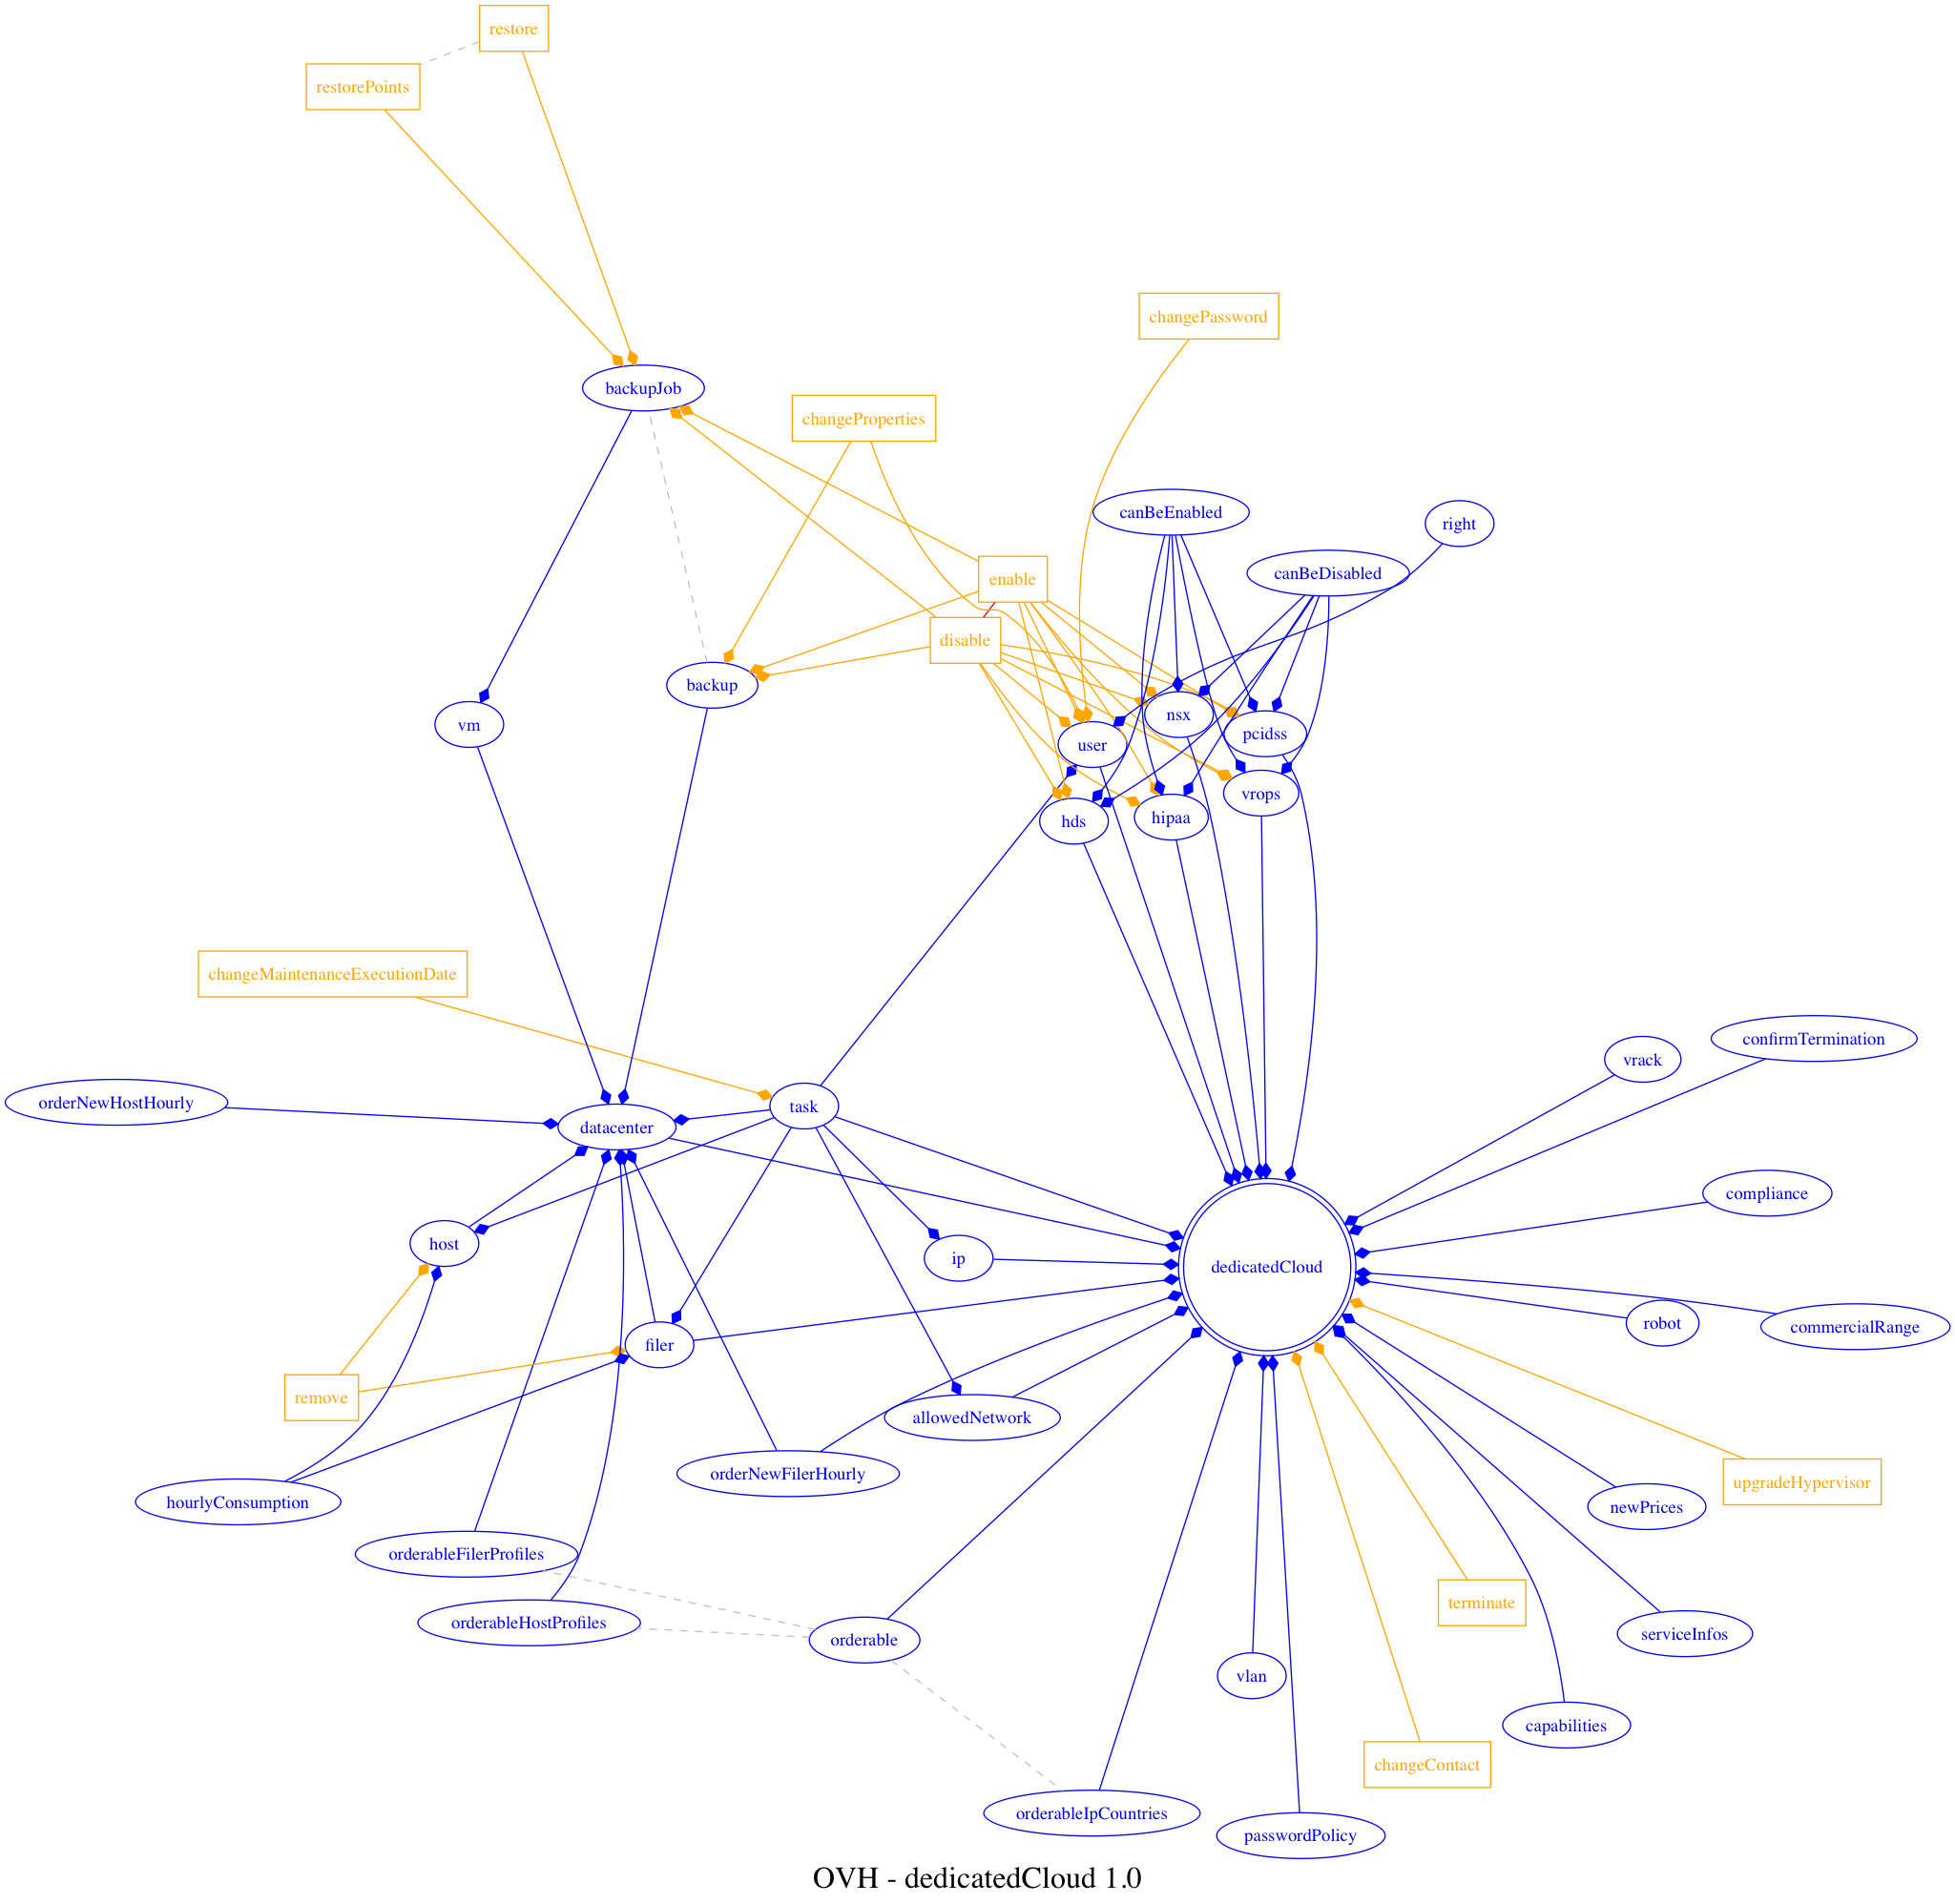 restore
restorePoints
changePassword
backupJob
changeProperties
canBeEnabled
right
canBeDisabled
enable
disable
backup
nsx
vm
pcidss
user
vrops
hipaa
hds
changeMaintenanceExecutionDate
confirmTermination
vrack
orderNewHostHourly
task
datacenter
compliance
host
ip
dedicatedCloud
robot
commercialRange
filer
remove
allowedNetwork
orderNewFilerHourly
upgradeHypervisor
hourlyConsumption
newPrices
orderableFilerProfiles
terminate
orderableHostProfiles
serviceInfos
orderable
vlan
capabilities
changeContact
orderableIpCountries
passwordPolicy
OVH - dedicatedCloud 1.0